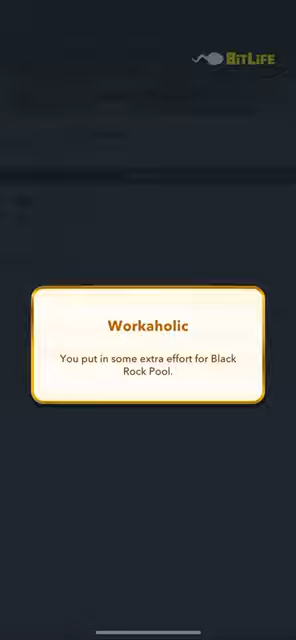 BITLIFE
Workaholic
You put in some extra effort for Black
Rock Pool.